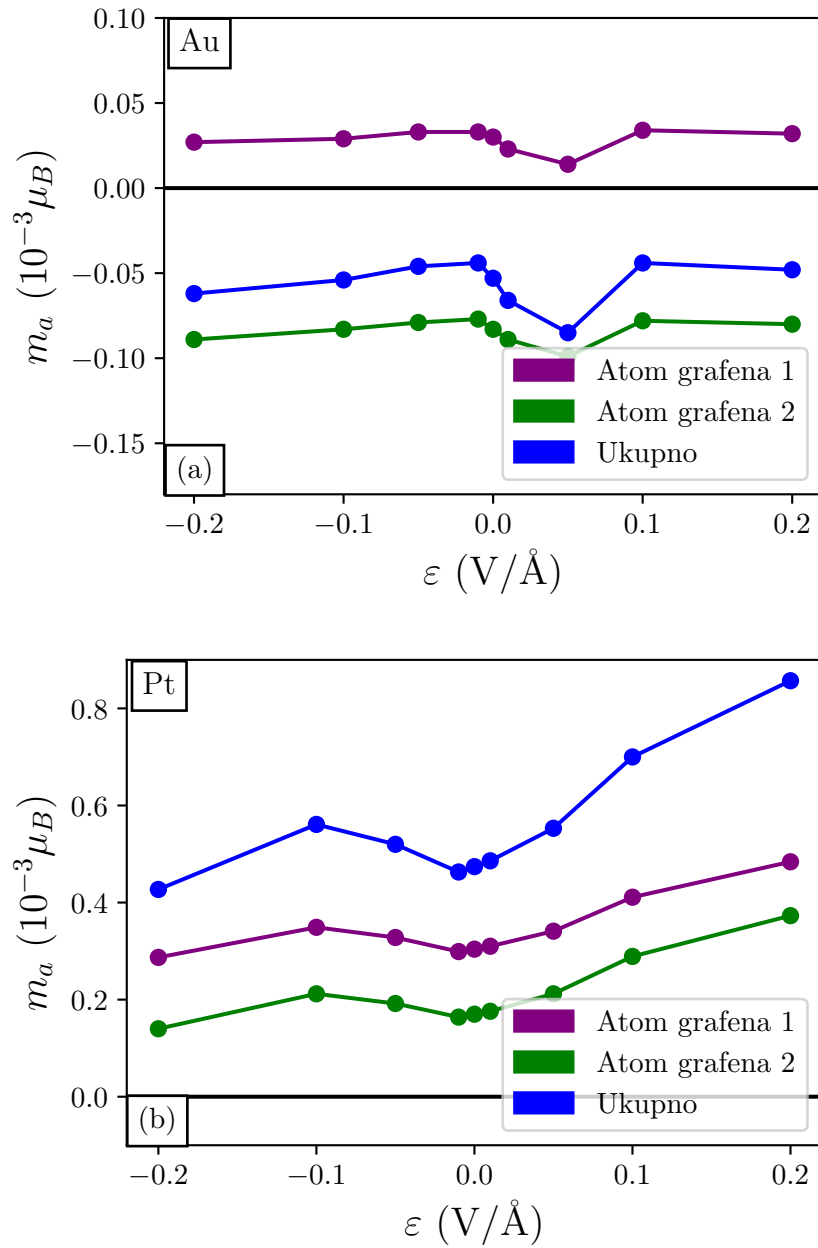 Au
0.10
0.05
0.00
−0.05
−0.10
−0.15
m_a (10^{−3} μ_B)
Atom grafena 1
Atom grafena 2
Ukupno
(a)
−0.2 −0.1 0.0 0.1 0.2
ε (V/Å)
Pt
0.8
0.6
0.4
0.2
0.0
m_a (10^{−3} μ_B)
Atom grafena 1
Atom grafena 2
Ukupno
(b)
−0.2 −0.1 0.0 0.1 0.2
ε (V/Å)